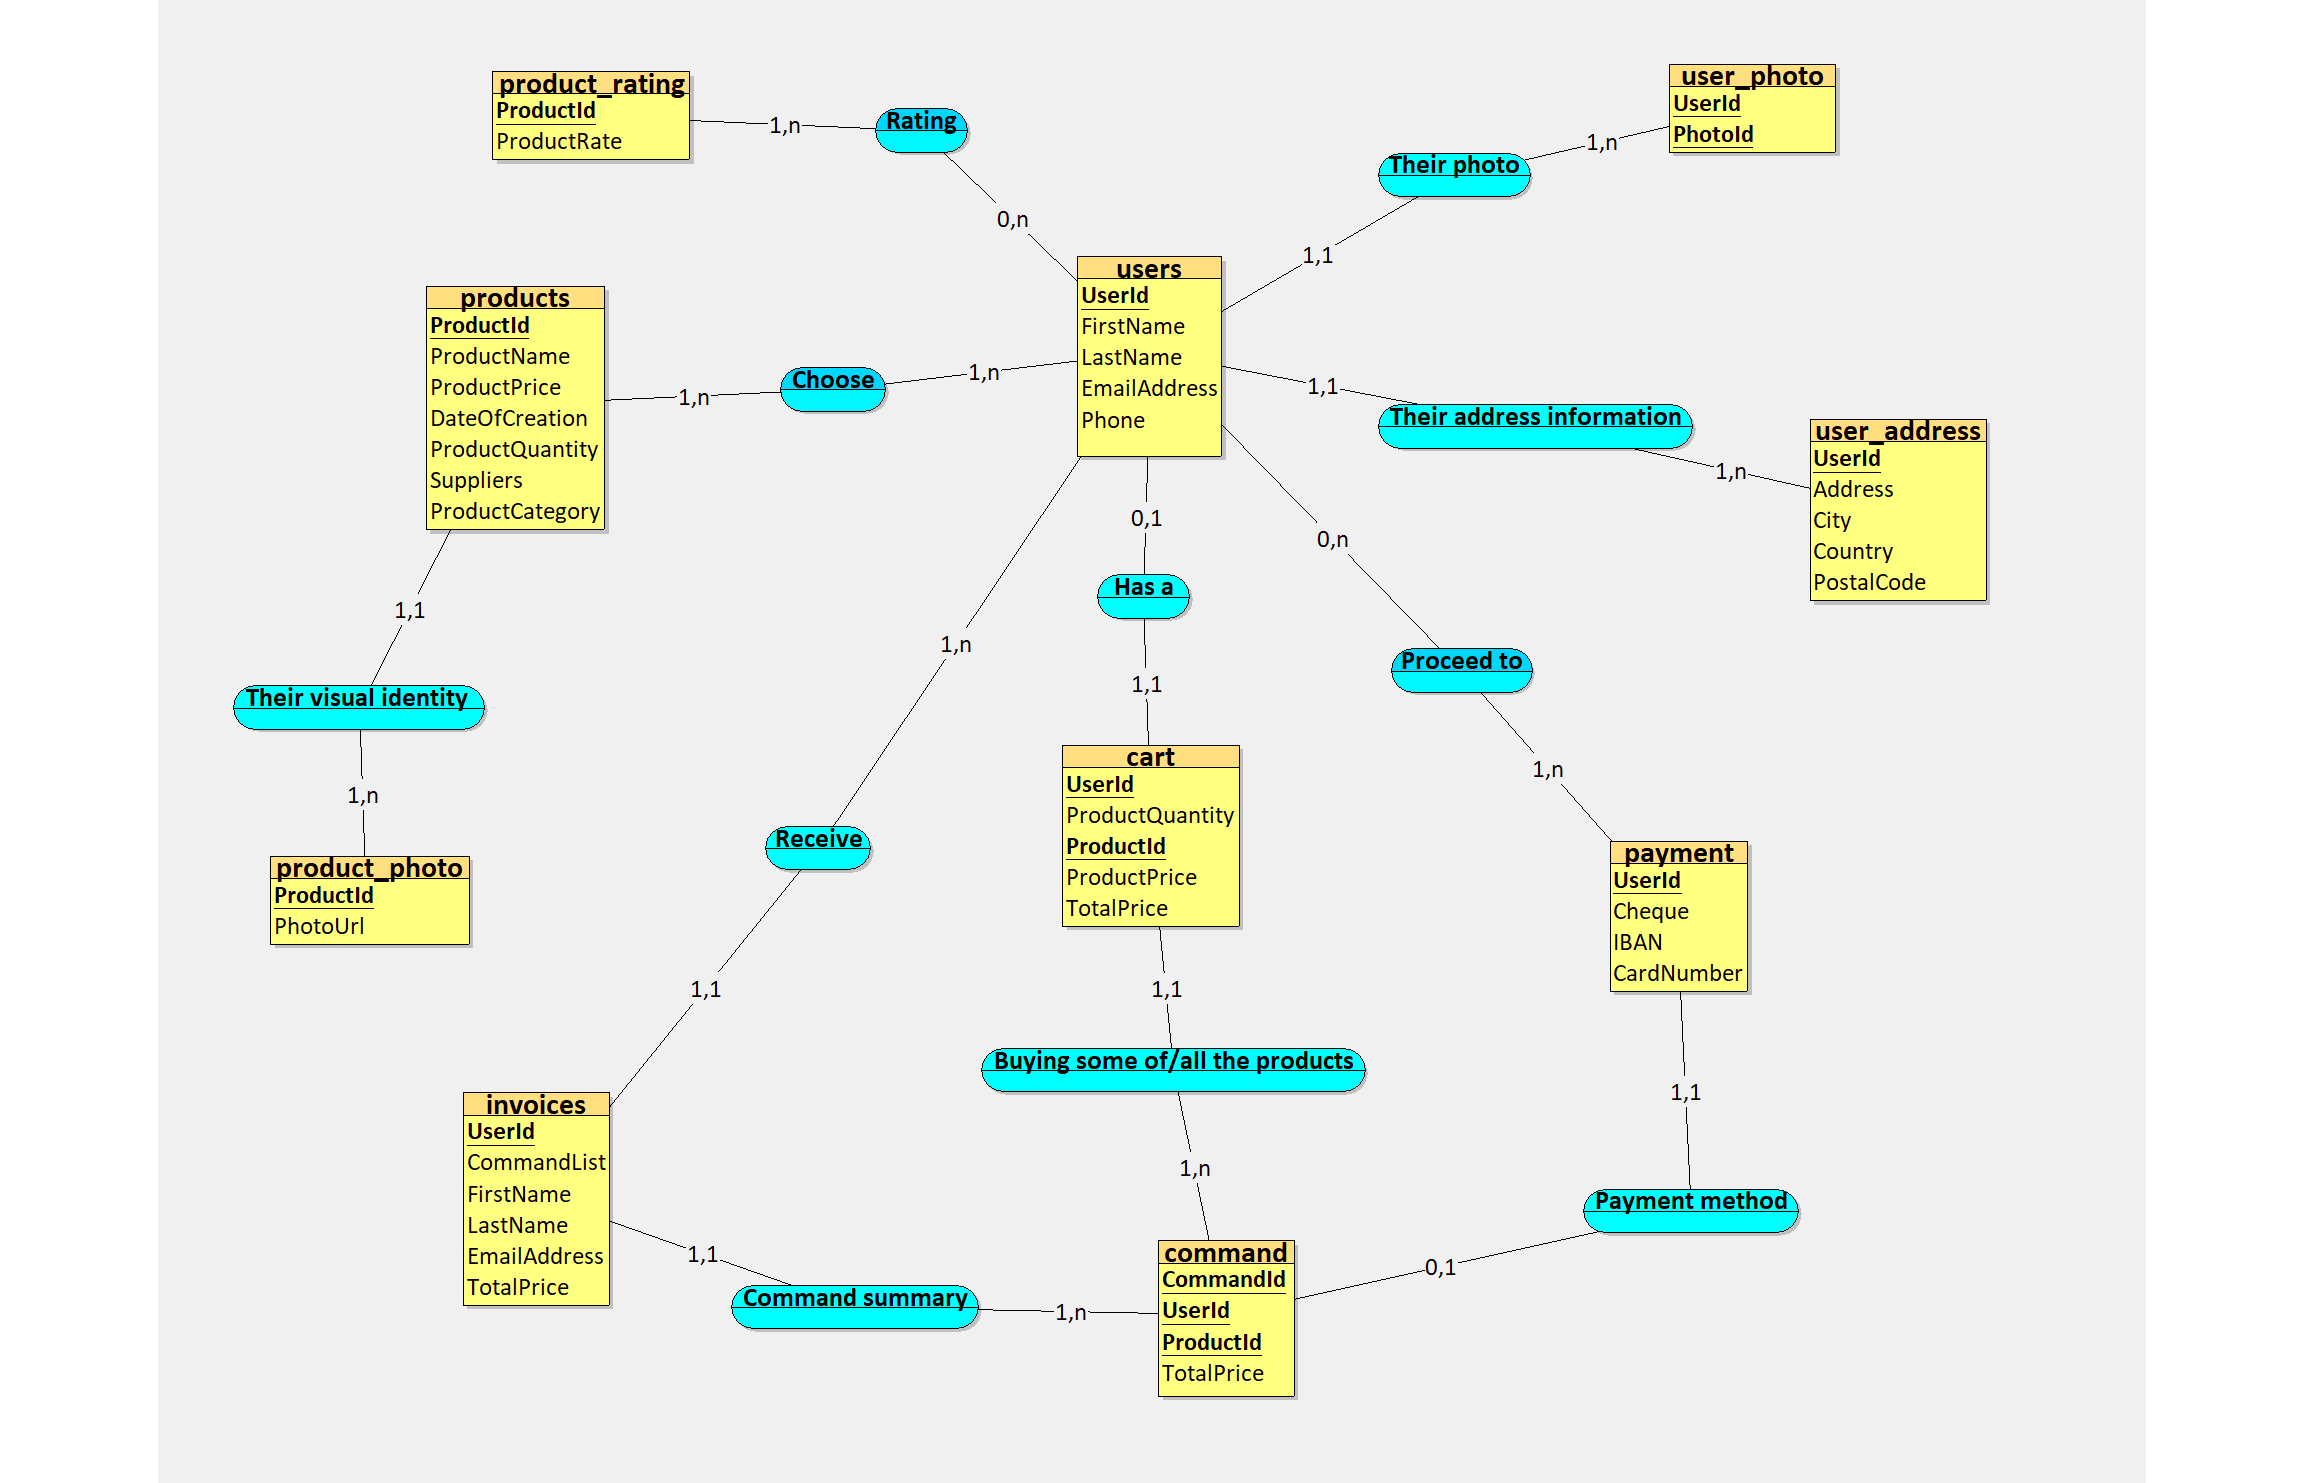 product_rating
ProductId
ProductRate
1,n
Rating
0,n
user_photo
UserId
PhotoId
1,n
Their photo
1,1
users
UserId
FirstName
LastName
EmailAddress
Phone
products
ProductId
ProductName
ProductPrice
DateOfCreation
ProductQuantity
Suppliers
ProductCategory
1,n
Choose
1,n
1,1
Their address information
1,n
user_address
UserId
Address
City
Country
PostalCode
1,1
Their visual identity
1,n
product_photo
ProductId
PhotoUrl
1,n
Receive
1,1
0,1
Has a
1,1
0,n
Proceed to
1,n
cart
UserId
ProductQuantity
ProductId
ProductPrice
TotalPrice
payment
UserId
Cheque
IBAN
CardNumber
1,1
Buying some of/all the products
1,n
1,1
Payment method
0,1
invoices
UserId
CommandList
FirstName
LastName
EmailAddress
TotalPrice
1,1
Command summary
1,n
command
CommandId
UserId
ProductId
TotalPrice